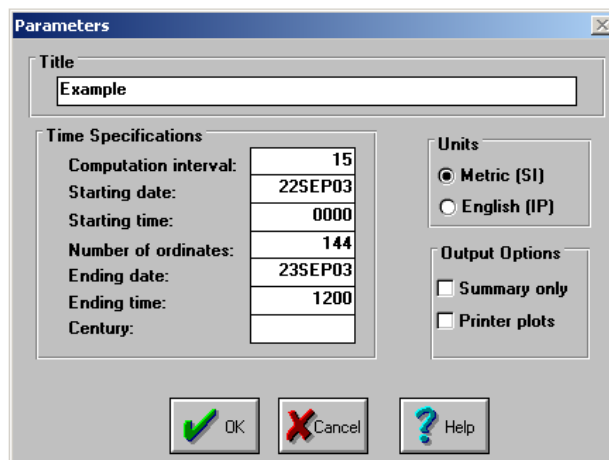 Parameters
Title
Example
Time Specifications
Computation interval: 15
Starting date: 22SEP03
Starting time: 0000
Number of ordinates: 144
Ending date: 23SEP03
Ending time: 1200
Century:
Units
Metric (SI)
English (IP)
Output Options
Summary only
Printer plots
OK
Cancel
Help